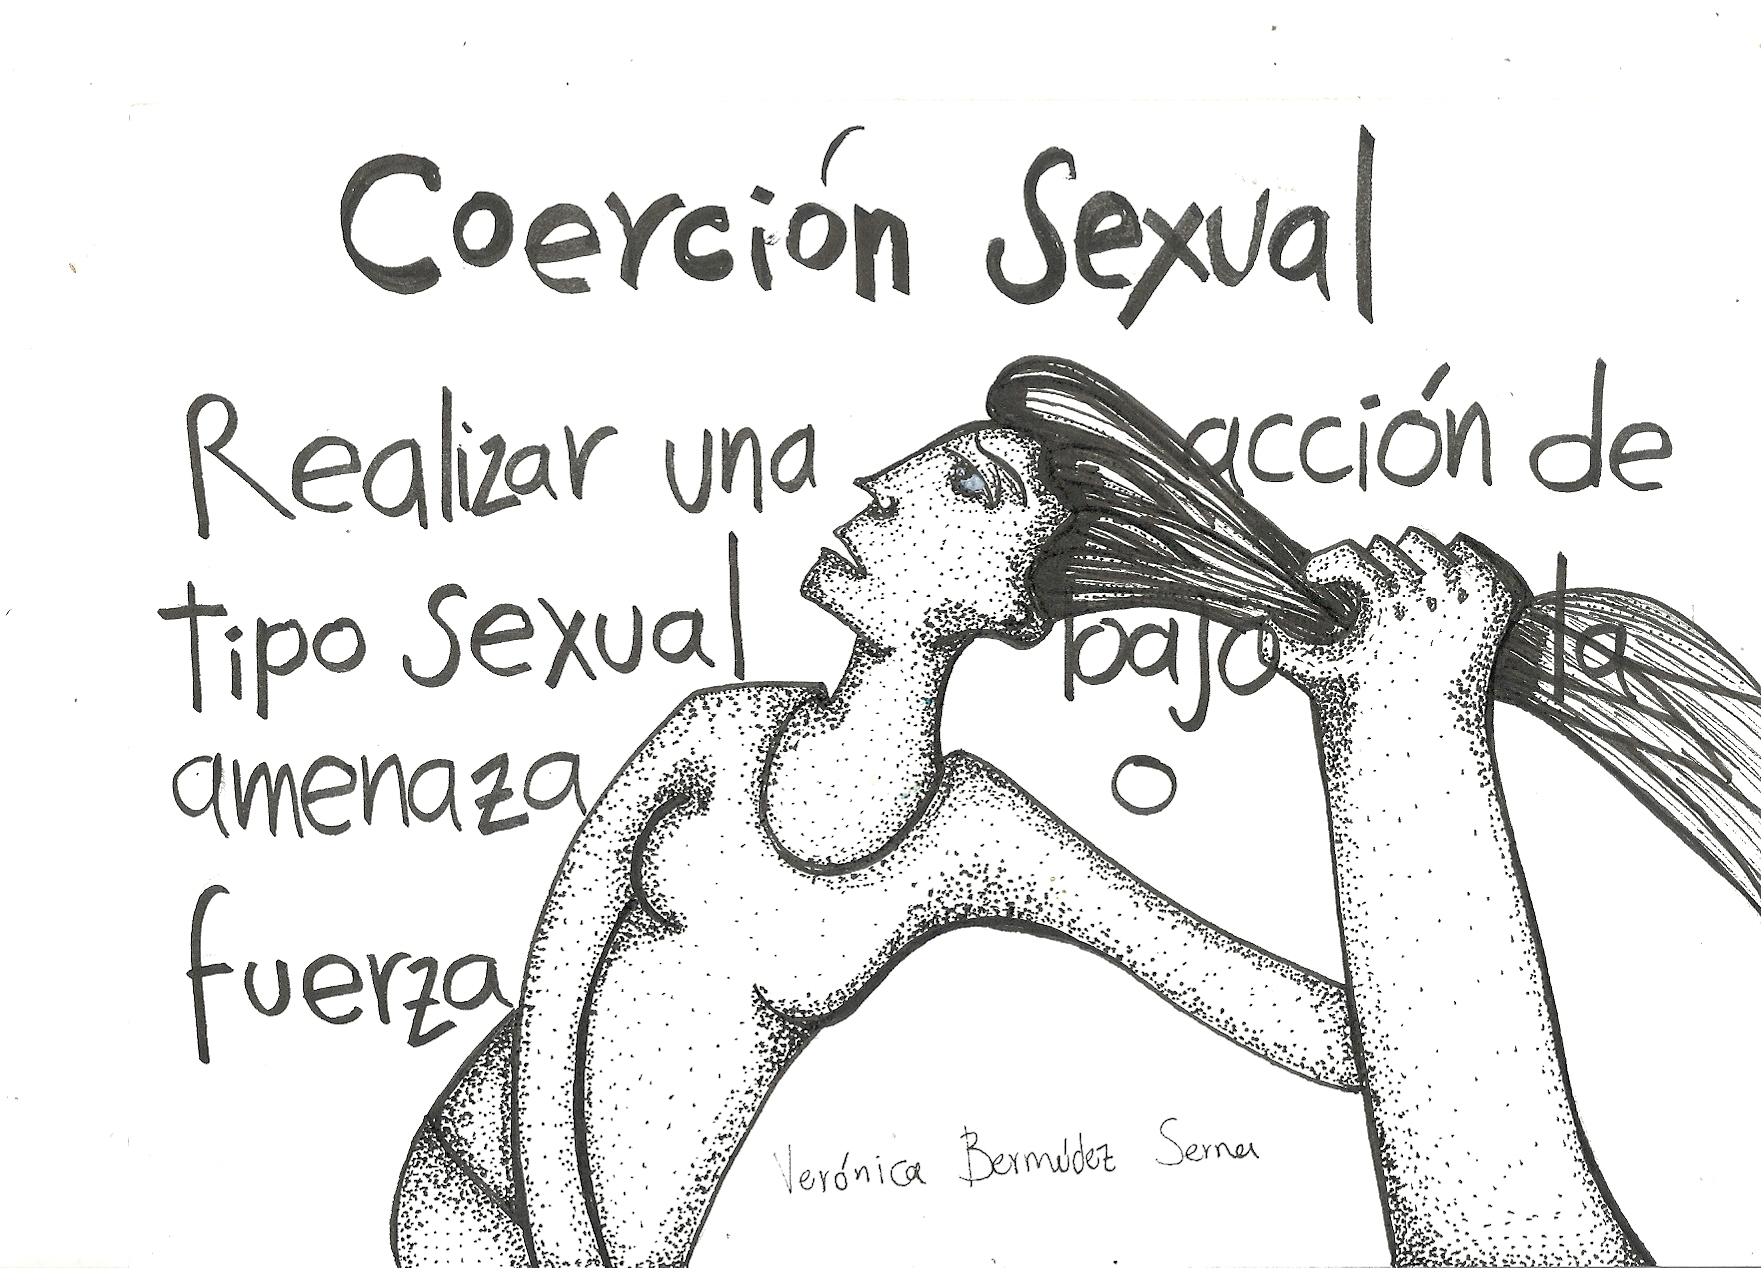 Coerción Sexual
Realizar una acción de
tipo sexual bajo la
amenaza o
fuerza
Verónica Bermúdez Serna